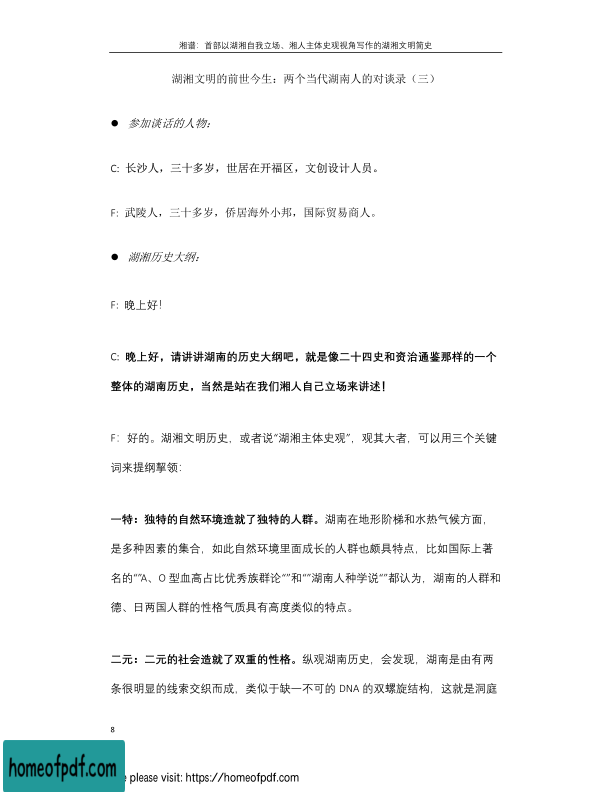 湘谱：首部以湖湘自我立场、湘人主体史观视角写作的湖湘文明简史
湖湘文明的前世今生：两个当代湖南人的对谈录（三）
● 参加谈话的人物：
C: 长沙人，三十多岁，世居在开福区，文创设计人员。
F: 武陵人，三十多岁，侨居海外小邦，国际贸易商人。
● 湖湘历史大纲：
F: 晚上好！
C: 晚上好，请讲讲湖南的历史大纲吧，就是像二十四史和资治通鉴那样的一个
整体的湖南历史，当然是站在我们湘人自己立场来讲述！
F：好的。湖湘文明历史，或者说“湖湘主体史观”，观其大者，可以用三个关键
词来提纲挈领：
一特：独特的自然环境造就了独特的人群。湖南在地形阶梯和水热气候方面，
是多种因素的集合，如此自然环境里面成长的人群也颇具特点，比如国际上著
名的“”A、O 型血高占比优秀族群论“”和“”湖南人种学说“”都认为，湖南的人群和
德、日两国人群的性格气质具有高度类似的特点。
二元：二元的社会造就了双重的性格。纵观湖南历史，会发现，湖南是由有两
条很明显的线索交织而成，类似于缺一不可的 DNA 的双螺旋结构，这就是洞庭
8
homeofpdf.com
please visit: https://homeofpdf.com